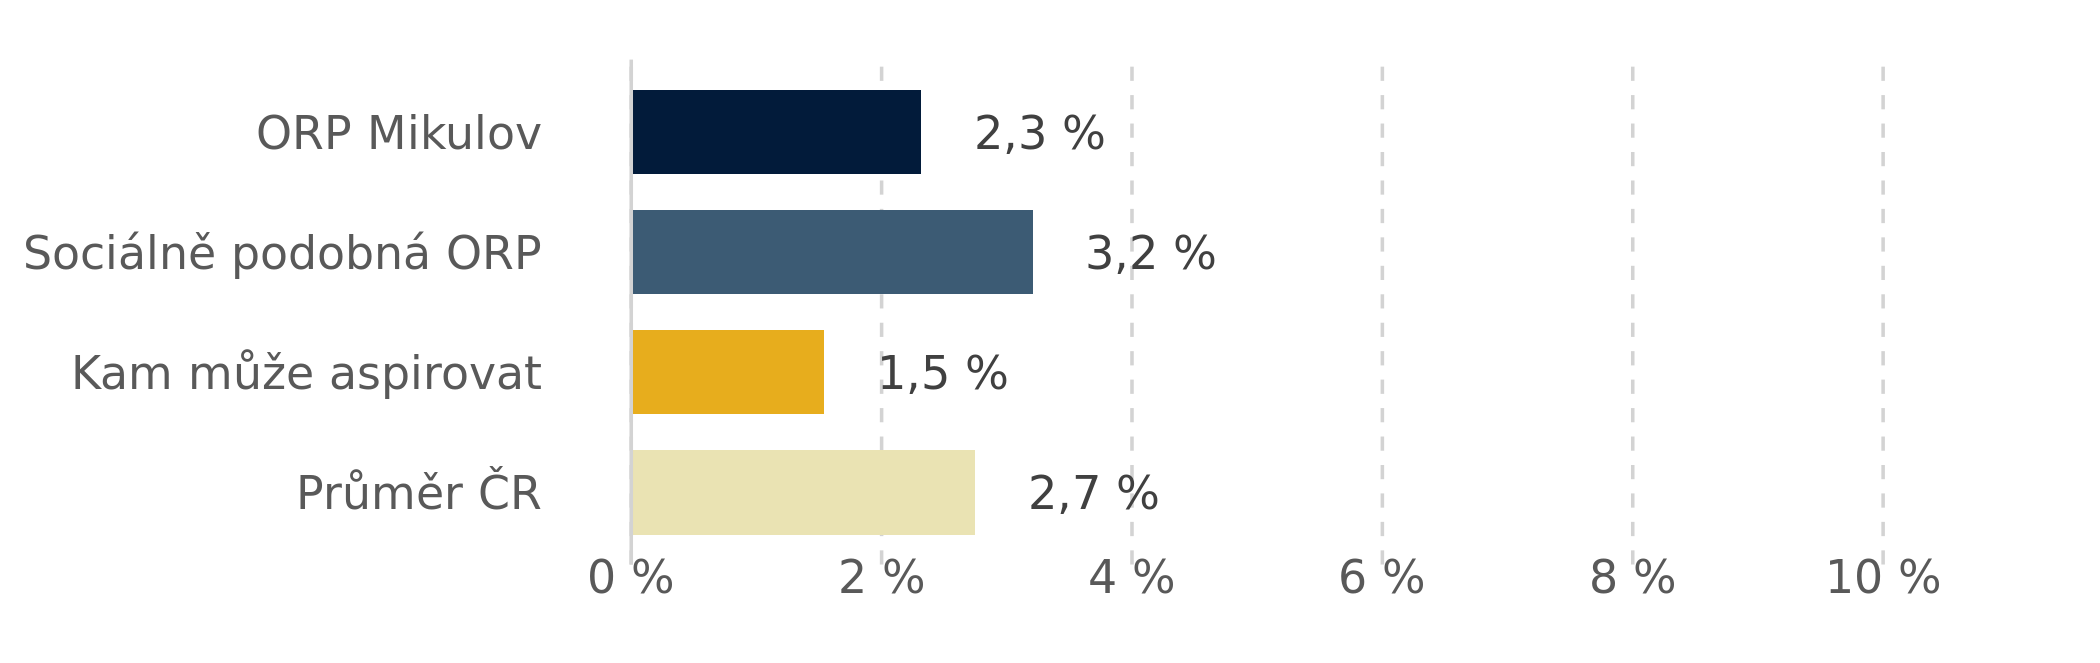 ORP Mikulov
2,3 %
Sociálně podobná ORP
3,2 %
Kam může aspirovat
1,5 %
Průměr ČR
2,7 %
0 % 2 % 4 % 6 % 8 % 10 %